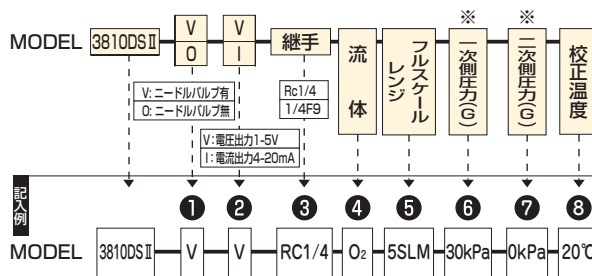 ※ ※
MODEL 3810DSⅡ V 0 V I 継手 流体 フルスケールレンジ 一次側圧力(G) 二次側圧力(G) 校正温度
V: ニードルバルブ有
0: ニードルバルブ無
Rc1/4
1/4F9
V:電圧出力1-5V
I:電流出力4-20mA
記入例
❶ ❷ ❸ ❹ ❺ ❻ ❼ ❽
MODEL 3810DSⅡ V V RC1/4 O₂ 5SLM 30kPa 0kPa 20℃